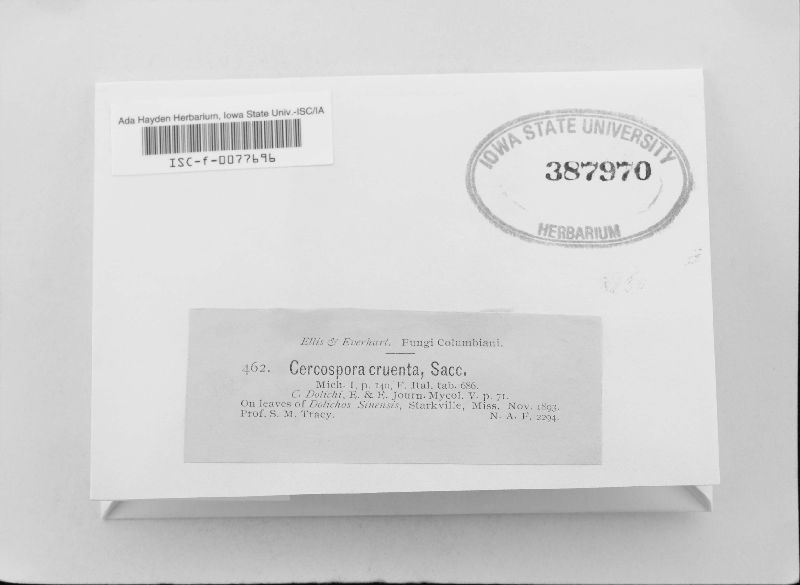 Ada Hayden Herbarium, Iowa State Univ.-ISC/IA
ISC-f-0077696
IOWA STATE UNIVERSITY
387970
HERBARIUM
Ellis & Everhart. Fungi Columbiani.
462. Cercospora cruenta, Sacc.
Mich. I, p. 149, F. Ital. tab. 686.
C. Dolichi, E. & E. Journ. Mycol. V. p. 71.
On leaves of Dolichos Sinensis, Starkville, Miss. Nov. 1893.
Prof. S. M. Tracy. N. A. F. 2294.